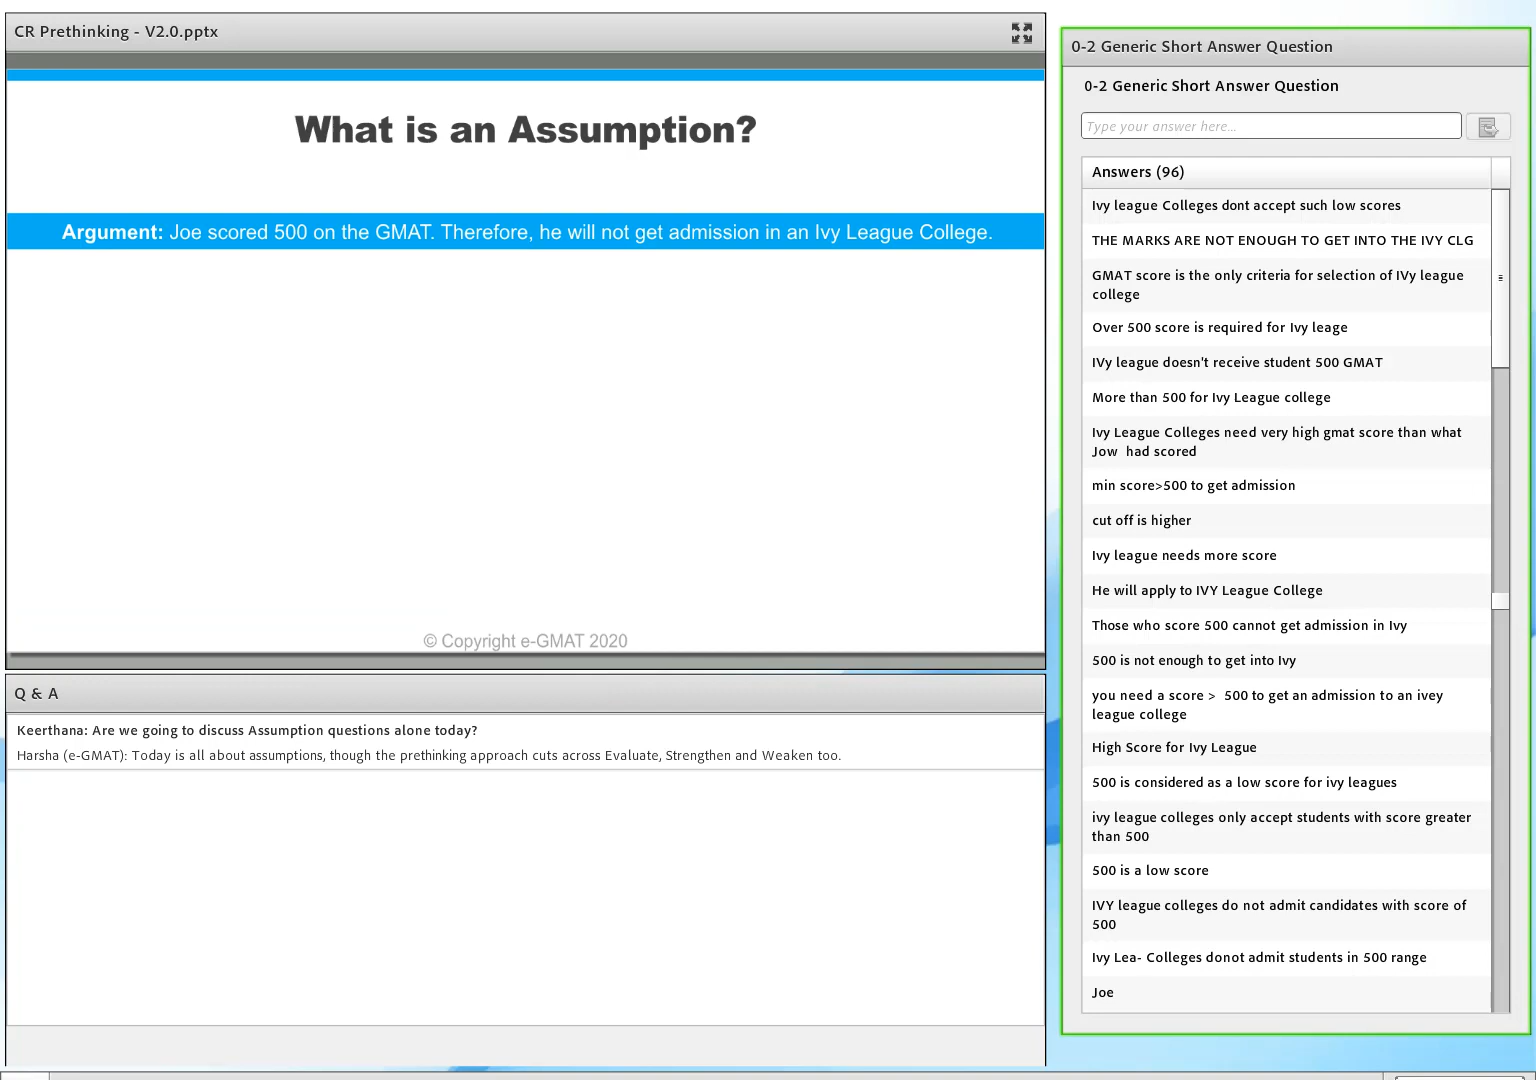 CR Prethinking - V2.0.pptx
What is an Assumption?
Argument: Joe scored 500 on the GMAT. Therefore, he will not get admission in an Ivy League College.
© Copyright e-GMAT 2020
Q & A
Keerthana: Are we going to discuss Assumption questions alone today?
Harsha (e-GMAT): Today is all about assumptions, though the prethinking approach cuts across Evaluate, Strengthen and Weaken too.
0-2 Generic Short Answer Question
0-2 Generic Short Answer Question
Type your answer here...
Answers (96)
Ivy league Colleges dont accept such low scores
THE MARKS ARE NOT ENOUGH TO GET INTO THE IVY CLG
GMAT score is the only criteria for selection of IVy league
college
Over 500 score is required for Ivy leage
IVy league doesn't receive student 500 GMAT
More than 500 for Ivy League college
Ivy League Colleges need very high gmat score than what
Jow had scored
min score>500 to get admission
cut off is higher
Ivy league needs more score
He will apply to IVY League College
Those who score 500 cannot get admission in Ivy
500 is not enough to get into Ivy
you need a score > 500 to get an admission to an ivey
league college
High Score for Ivy League
500 is considered as a low score for ivy leagues
ivy league colleges only accept students with score greater
than 500
500 is a low score
IVY league colleges do not admit candidates with score of
500
Ivy Lea- Colleges donot admit students in 500 range
Joe